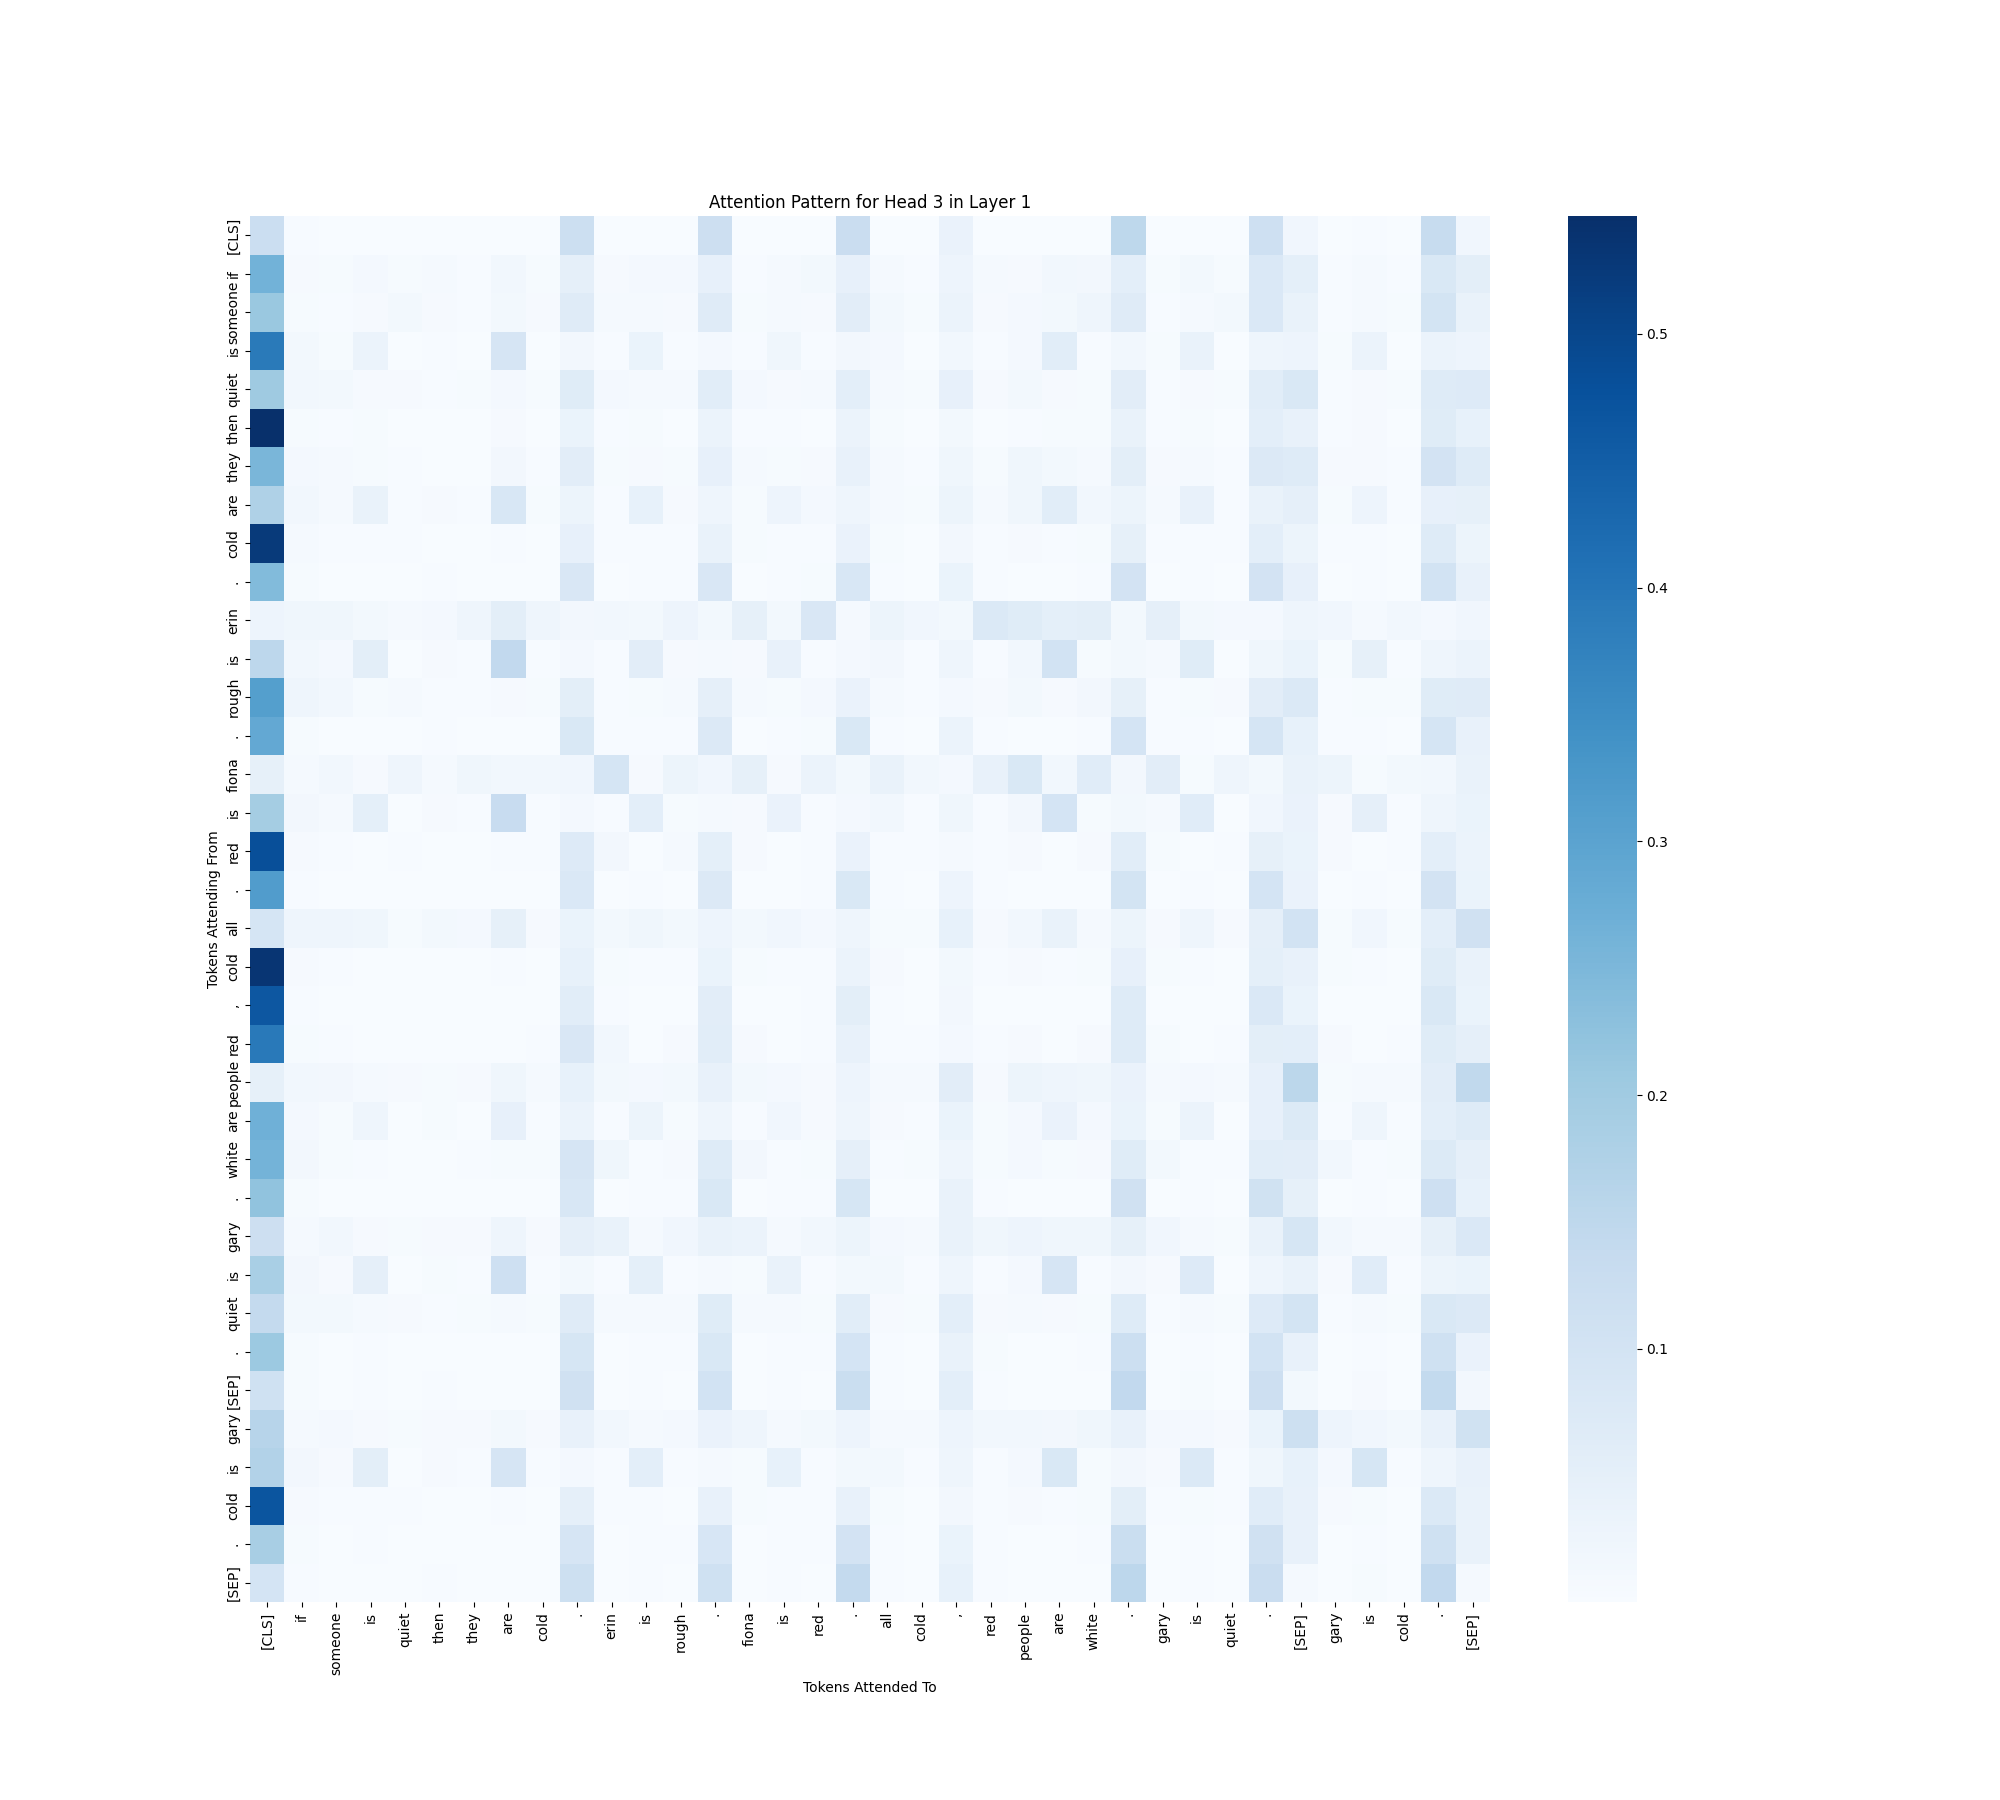 Attention Pattern for Head 3 in Layer 1
Tokens Attending From
[CLS]
if
someone
is
quiet
then
they
are
cold
.
erin
is
rough
.
fiona
is
red
.
all
cold
,
red
people
are
white
.
gary
is
quiet
.
[SEP]
gary
is
cold
.
[SEP]
[CLS] if someone is quiet then they are cold . erin is rough . fiona is red . all cold , red people are white . gary is quiet . [SEP] gary is cold . [SEP]
Tokens Attended To
0.5
0.4
0.3
0.2
0.1